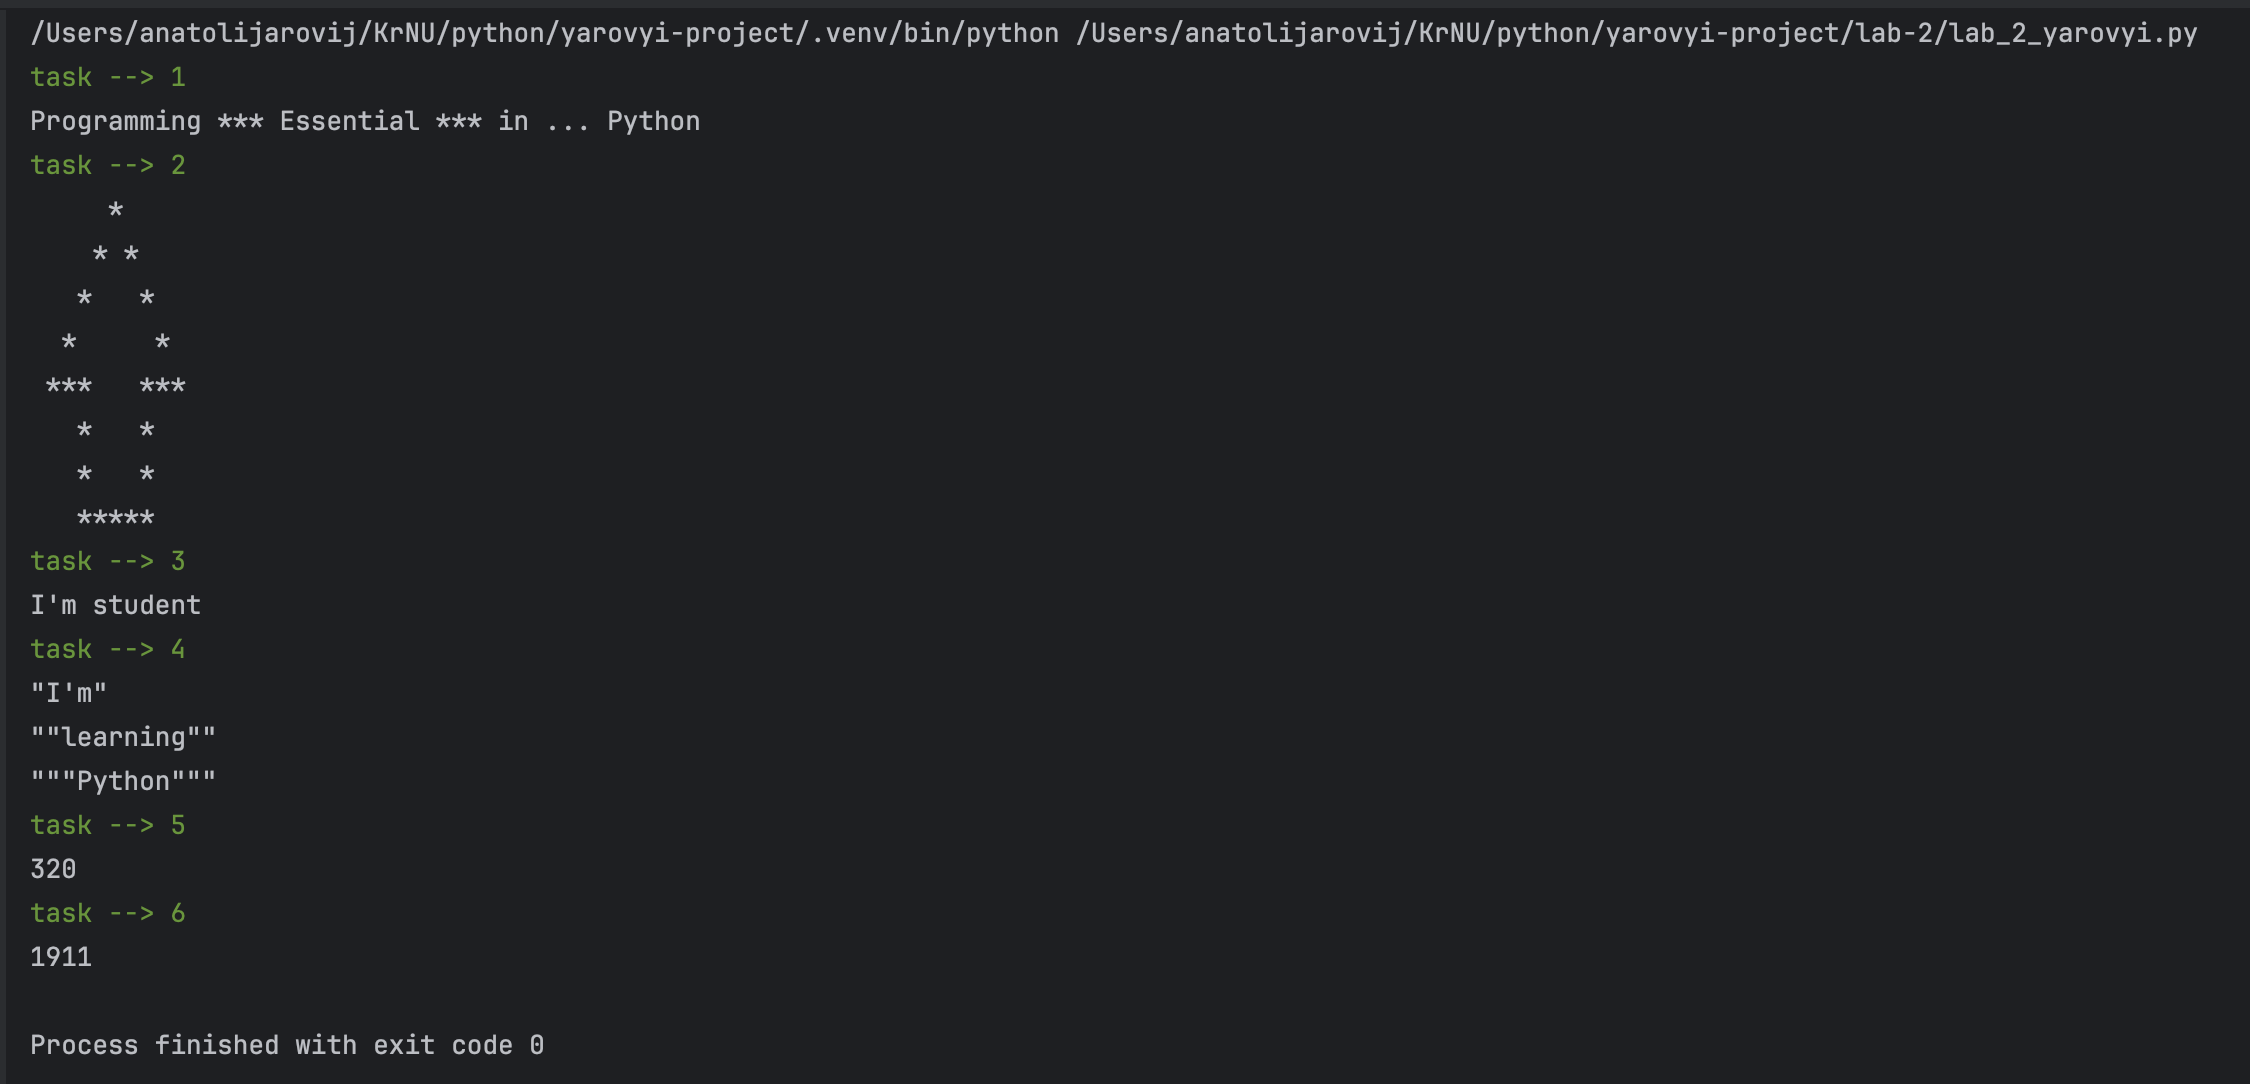 /Users/anatolijarovij/KrNU/python/yarovyi-project/.venv/bin/python /Users/anatolijarovij/KrNU/python/yarovyi-project/lab-2/lab_2_yarovyi.py
task --> 1
Programming *** Essential *** in ... Python
task --> 2
     *
    * *
   *   *
  *     *
 ***   ***
   *   *
   *   *
   *****
task --> 3
I'm student
task --> 4
"I'm"
""learning""
"""Python"""
task --> 5
320
task --> 6
1911

Process finished with exit code 0